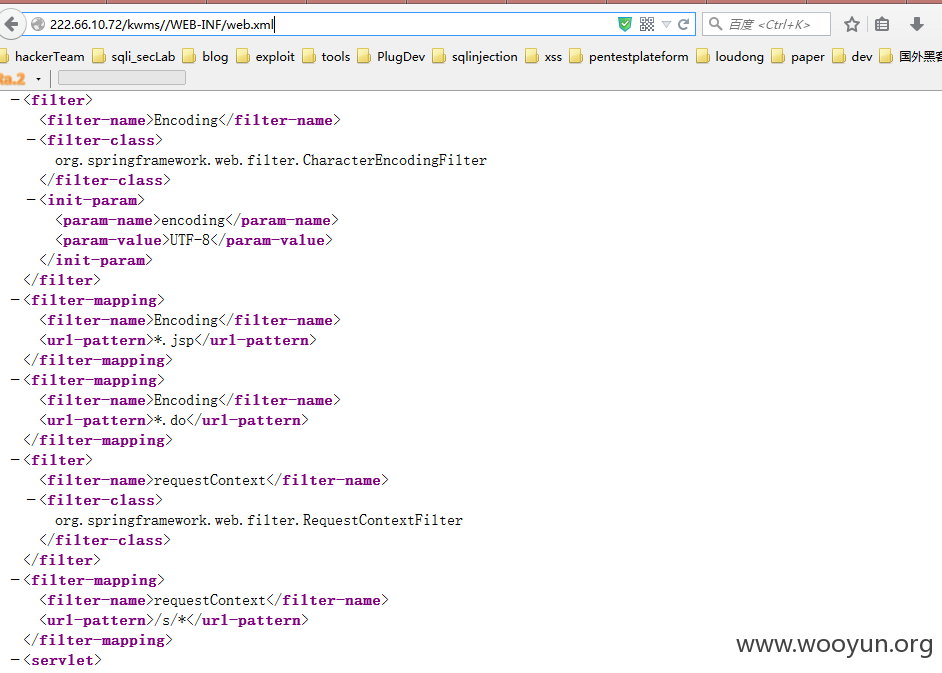 222.66.10.72/kwms//WEB-INF/web.xml
百度 <Ctrl+K>
hackerTeam sqli_secLab blog exploit tools PlugDev sqlinjection xss pentestplatform loudong paper dev 国外黑客
ra.2
−<filter>
<filter-name>Encoding</filter-name>
−<filter-class>
org.springframework.web.filter.CharacterEncodingFilter
</filter-class>
−<init-param>
<param-name>encoding</param-name>
<param-value>UTF-8</param-value>
</init-param>
</filter>
−<filter-mapping>
<filter-name>Encoding</filter-name>
<url-pattern>*.jsp</url-pattern>
</filter-mapping>
−<filter-mapping>
<filter-name>Encoding</filter-name>
<url-pattern>*.do</url-pattern>
</filter-mapping>
−<filter>
<filter-name>requestContext</filter-name>
−<filter-class>
org.springframework.web.filter.RequestContextFilter
</filter-class>
</filter>
−<filter-mapping>
<filter-name>requestContext</filter-name>
<url-pattern>/s/*</url-pattern>
</filter-mapping>
−<servlet>
www.wooyun.org